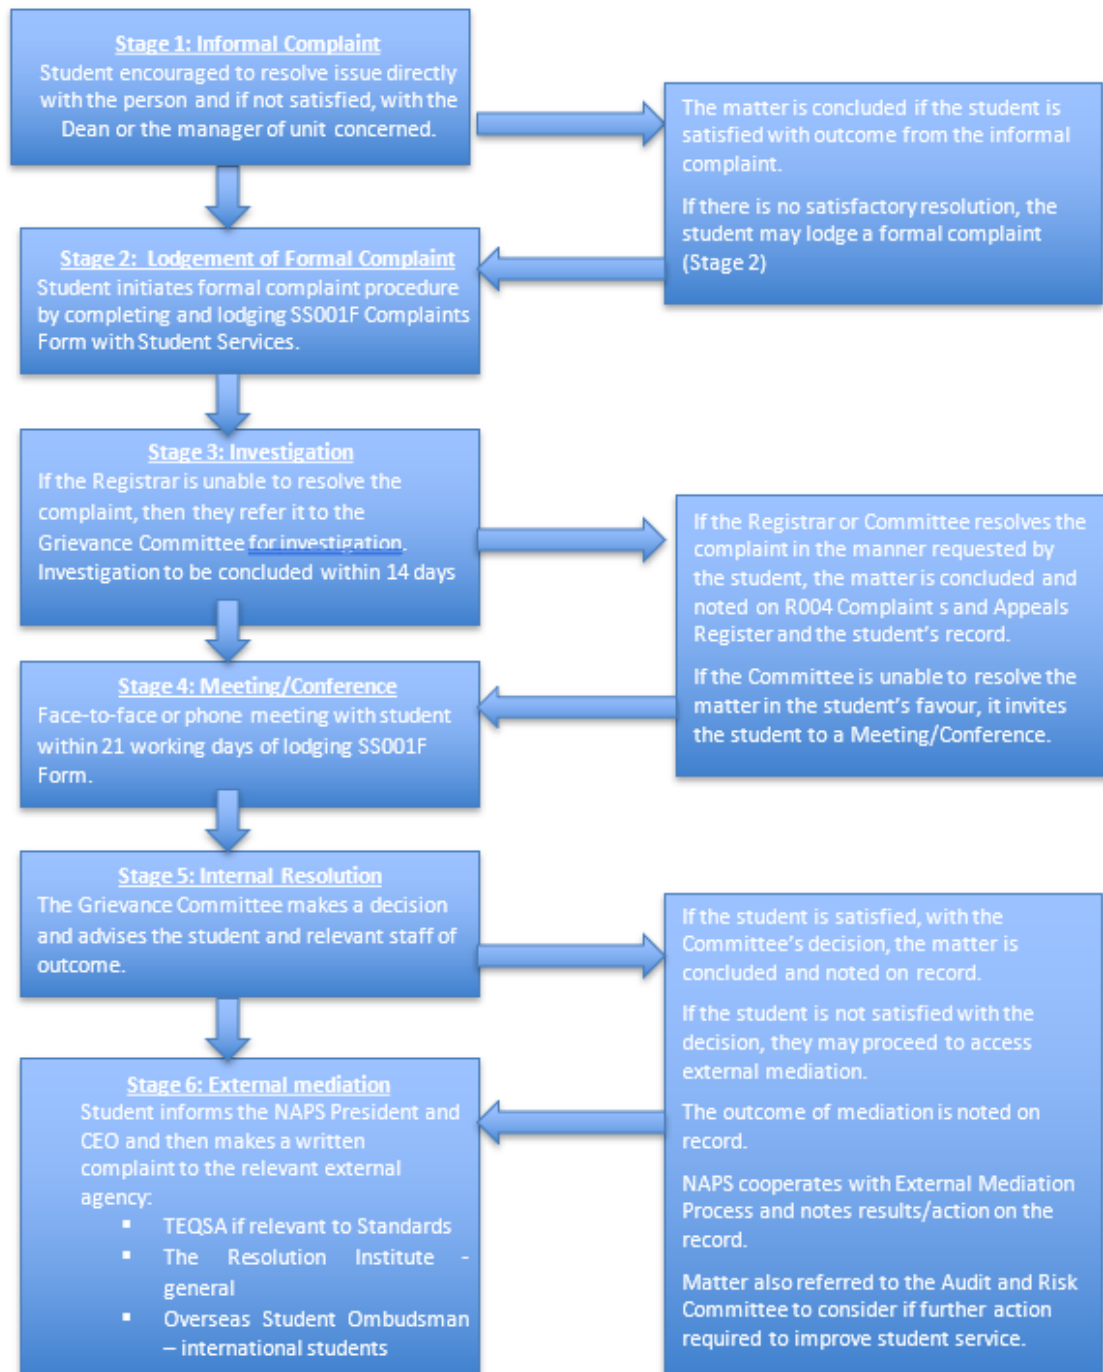 Stage 1: Informal Complaint
Student encouraged to resolve issue directly
with the person and if not satisfied, with the
Dean or the manager of unit concerned.
The matter is concluded if the student is
satisfied with outcome from the informal
complaint.
If there is no satisfactory resolution, the
student may lodge a formal complaint
(Stage 2)
Stage 2: Lodgement of Formal Complaint
Student initiates formal complaint procedure
by completing and lodging SS001F Complaints
Form with Student Services.
Stage 3: Investigation
If the Registrar is unable to resolve the
complaint, then they refer it to the
Grievance Committee for investigation.
Investigation to be concluded within 14 days
If the Registrar or Committee resolves the
complaint in the manner requested by
the student, the matter is concluded and
noted on R004 Complaint s and Appeals
Register and the student's record.
If the Committee is unable to resolve the
matter in the student's favour, it invites
the student to a Meeting/Conference.
Stage 4: Meeting/Conference
Face-to-face or phone meeting with student
within 21 working days of lodging SS001F
Form.
Stage 5: Internal Resolution
The Grievance Committee makes a decision
and advises the student and relevant staff of
outcome.
If the student is satisfied, with the
Committee's decision, the matter is
concluded and noted on record.
If the student is not satisfied with the
decision, they may proceed to access
external mediation.
The outcome of mediation is noted on
record.
NAPS cooperates with External Mediation
Process and notes results/action on the
record.
Matter also referred to the Audit and Risk
Committee to consider if further action
required to improve student service.
Stage 6: External mediation
Student informs the NAPS President and
CEO and then makes a written
complaint to the relevant external
agency:
▪ TEQSA if relevant to Standards
▪ The Resolution Institute -
general
▪ Overseas Student Ombudsman
– international students